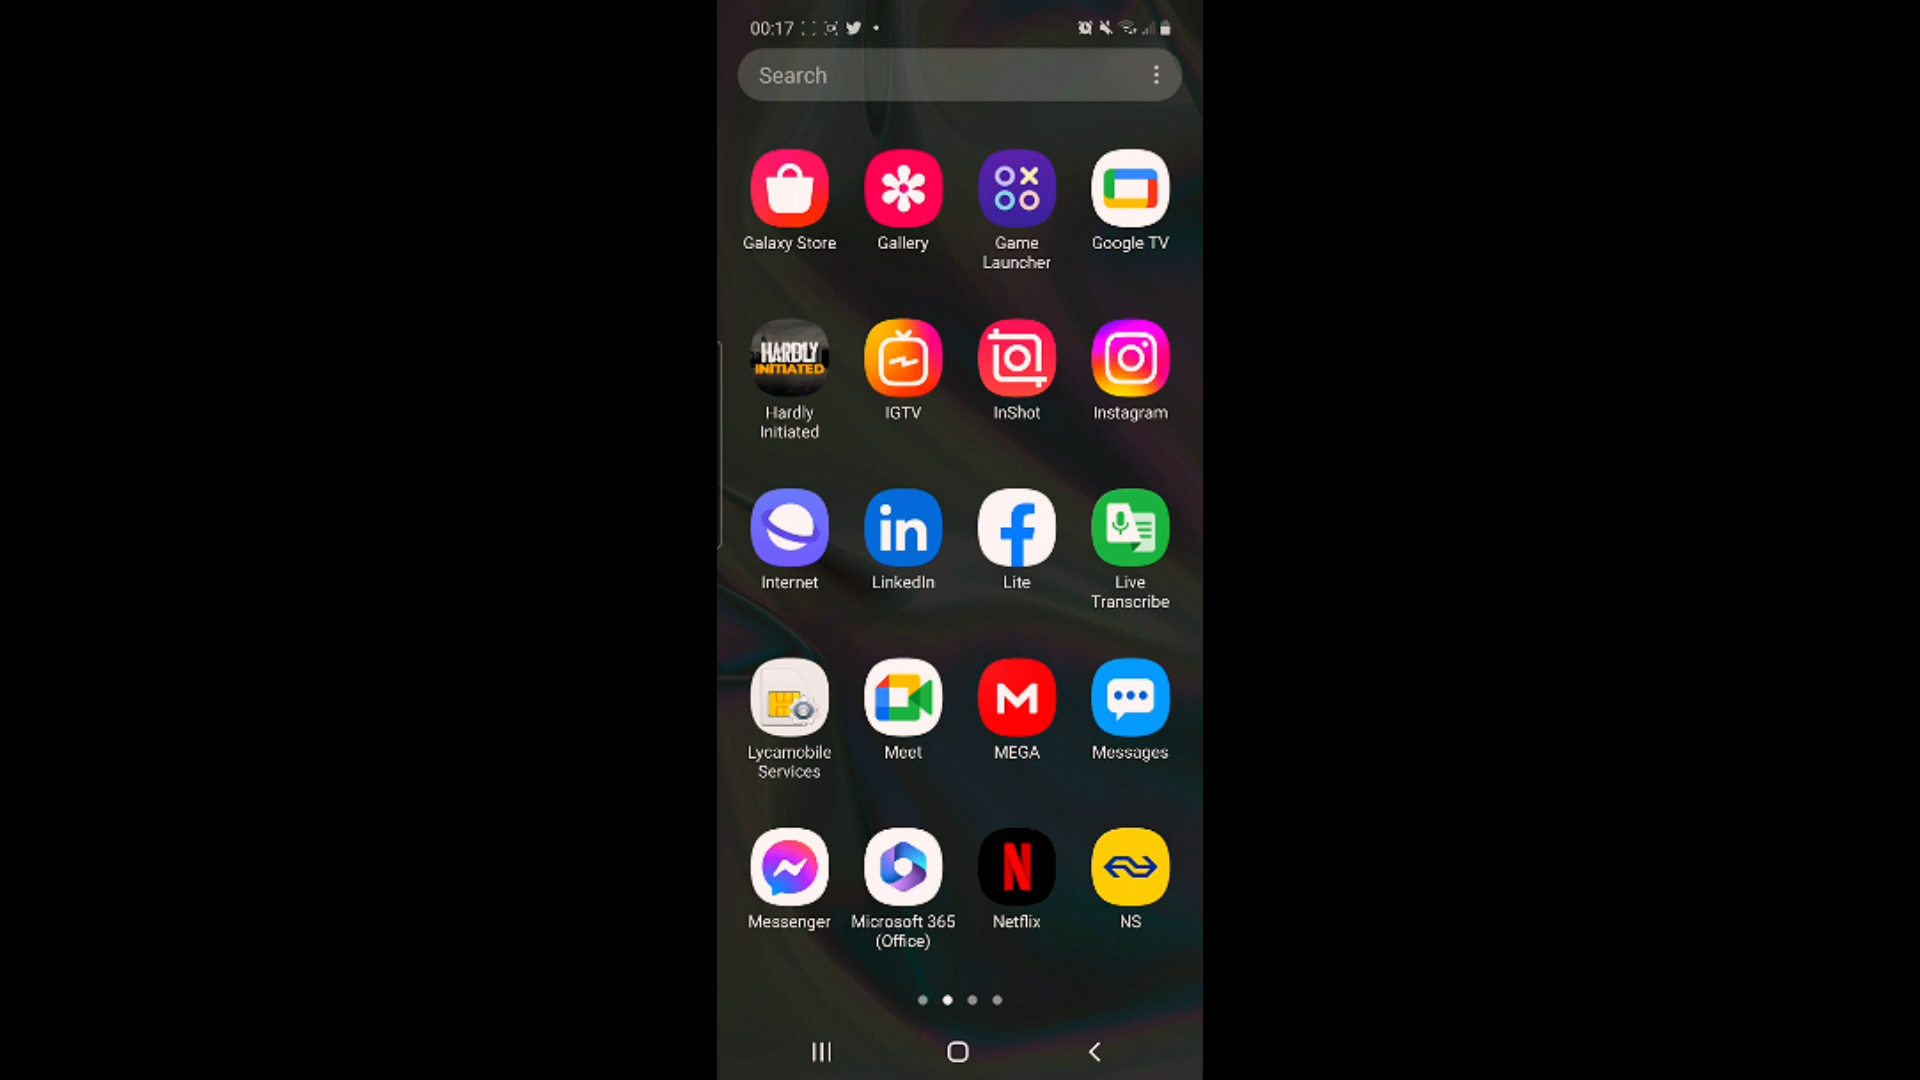 00:17
Search
Galaxy Store
Gallery
Game
Launcher
Google TV
HARDLY
INITIATED
Hardly
Initiated
IGTV
InShot
Instagram
in
Internet
LinkedIn
Lite
Live
Transcribe
Lycamobile
Services
Meet
M
MEGA
Messages
Messenger
Microsoft 365
(Office)
N
Netflix
NS